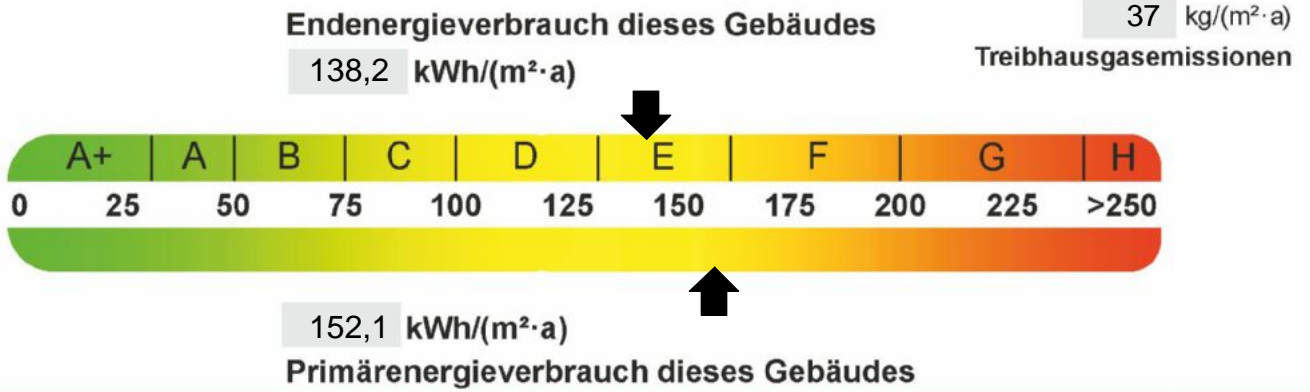 Endenergieverbrauch dieses Gebäudes
138,2 kWh/(m²·a)
37 kg/(m²·a)
Treibhausgasemissionen
A+ A B C D E F G H
0 25 50 75 100 125 150 175 200 225 >250
152,1 kWh/(m²·a)
Primärenergieverbrauch dieses Gebäudes